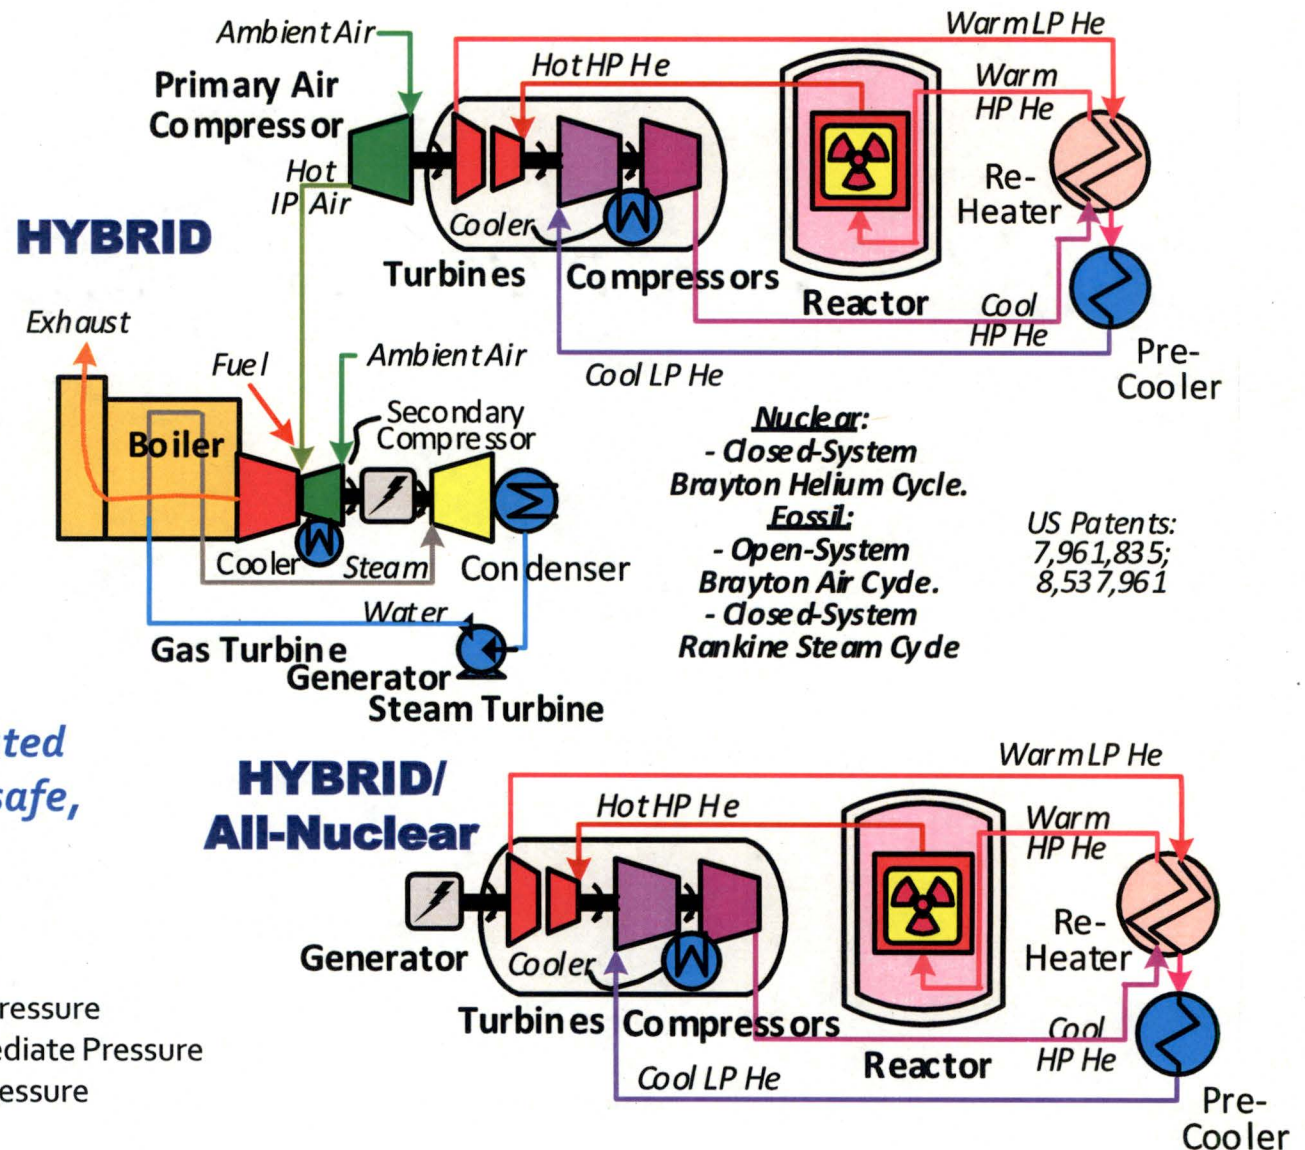 Ambient Air
Warm LP He
Primary Air
Compressor
Hot HP He
Warm
HP He
Hot
IP Air
Re-
Heater
Cooler
HYBRID
Turbines
Compressors
Reactor
Cool
HP He
Exhaust
Fuel
Ambient Air
Cool LP He
Pre-
Cooler
Secondary
Compressor
Boiler
Nuclear:
- Closed-System
Brayton Helium Cycle.
Fossil:
- Open-System
Brayton Air Cycle.
- Closed-System
Rankine Steam Cycle
US Patents:
7,961,835;
8,537,961
Cooler
Steam
Condenser
Water
Gas Turbine
Generator
Steam Turbine
ted
safe,
HYBRID/
All-Nuclear
Warm LP He
Hot HP He
Warm
HP He
Generator
Cooler
Re-
Heater
Turbines
Compressors
Reactor
Cool
HP He
Cool LP He
Pre-
Cooler
ressure
ediate Pressure
essure